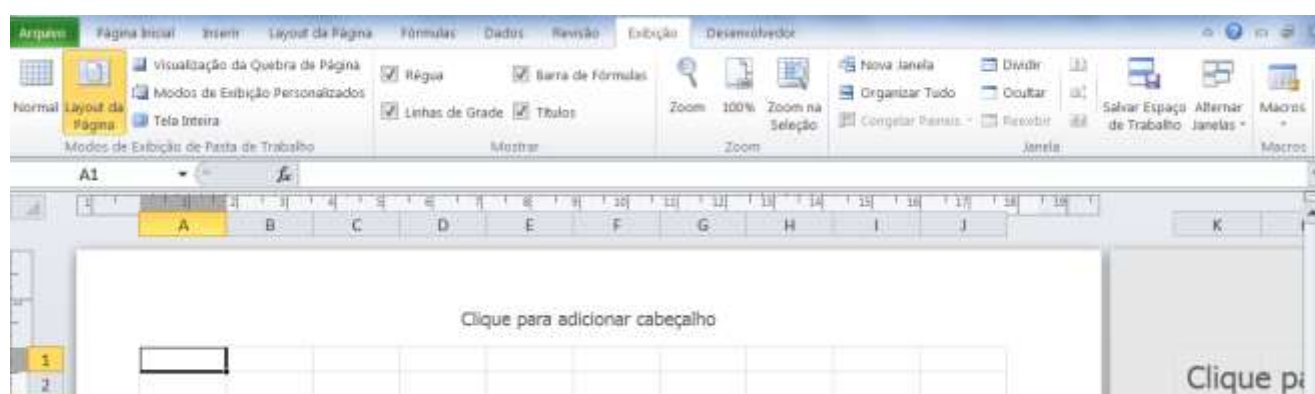 Arquivo Página Inicial Inserir Layout da Página Fórmulas Dados Revisão Exibição Desenvolvedor
Normal
Layout da Página
Visualização da Quebra de Página
Modos de Exibição Personalizados
Tela Inteira
Modos de Exibição de Pasta de Trabalho
Régua Barra de Fórmulas
Linhas de Grade Títulos
Mostrar
Zoom
100%
Zoom na Seleção
Zoom
Nova Janela
Organizar Tudo
Congelar Painéis
Dividir
Ocultar
Reexibir
Salvar Espaço de Trabalho
Alternar Janelas
Janela
Macros
Macros
A1 fx
A B C D E F G H I J K
Clique para adicionar cabeçalho
1
2
Clique pa